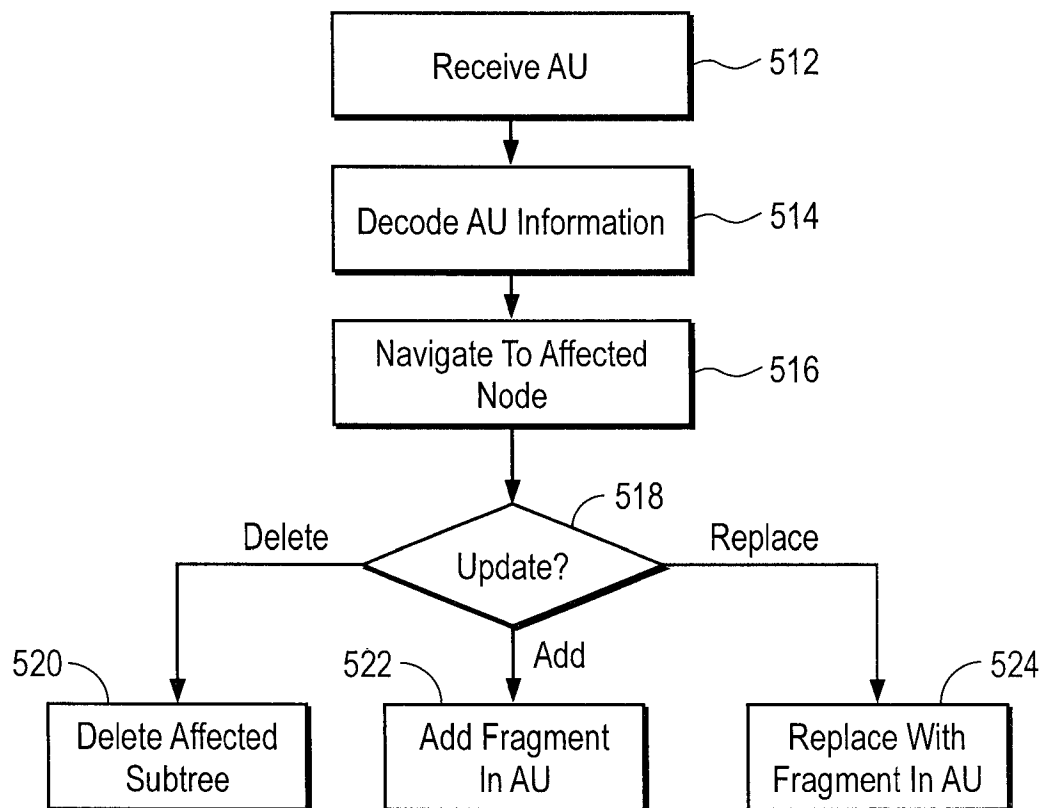 Receive AU
512
Decode AU Information
514
Navigate To Affected
Node
516
518
Delete
Update?
Replace
Add
520
522
524
Delete Affected
Subtree
Add Fragment
In AU
Replace With
Fragment In AU